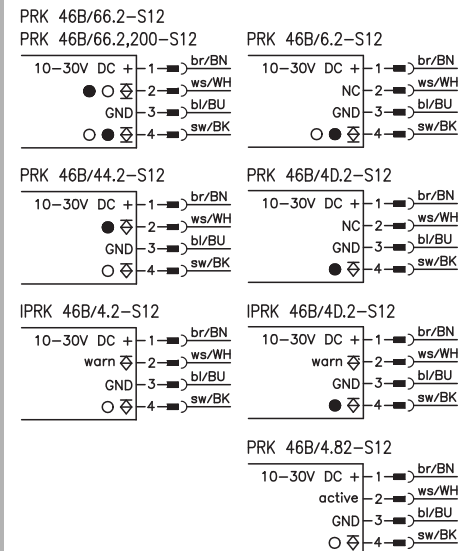 PRK 46B/66.2-S12
PRK 46B/66.2,200-S12
10-30V DC + 1 br/BN
2 ws/WH
GND 3 bl/BU
4 sw/BK
PRK 46B/6.2-S12
10-30V DC + 1 br/BN
NC 2 ws/WH
GND 3 bl/BU
4 sw/BK
PRK 46B/44.2-S12
10-30V DC + 1 br/BN
2 ws/WH
GND 3 bl/BU
4 sw/BK
PRK 46B/4D.2-S12
10-30V DC + 1 br/BN
NC 2 ws/WH
GND 3 bl/BU
4 sw/BK
IPRK 46B/4.2-S12
10-30V DC + 1 br/BN
warn 2 ws/WH
GND 3 bl/BU
4 sw/BK
IPRK 46B/4D.2-S12
10-30V DC + 1 br/BN
warn 2 ws/WH
GND 3 bl/BU
4 sw/BK
PRK 46B/4.82-S12
10-30V DC + 1 br/BN
active 2 ws/WH
GND 3 bl/BU
4 sw/BK